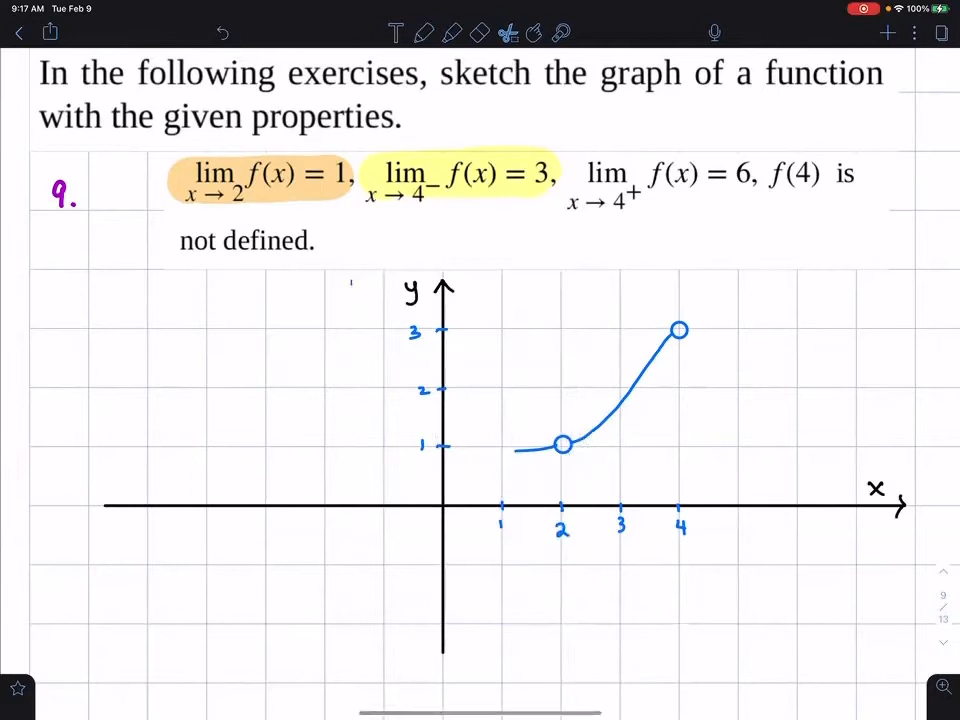 9:17 AM Tue Feb 9
100%
In the following exercises, sketch the graph of a function
with the given properties.
9.
lim x → 2 f(x) = 1, lim x → 4⁻ f(x) = 3, lim x → 4⁺ f(x) = 6, f(4) is
not defined.
y
3
2
1
x
1 2 3 4
9
/
13